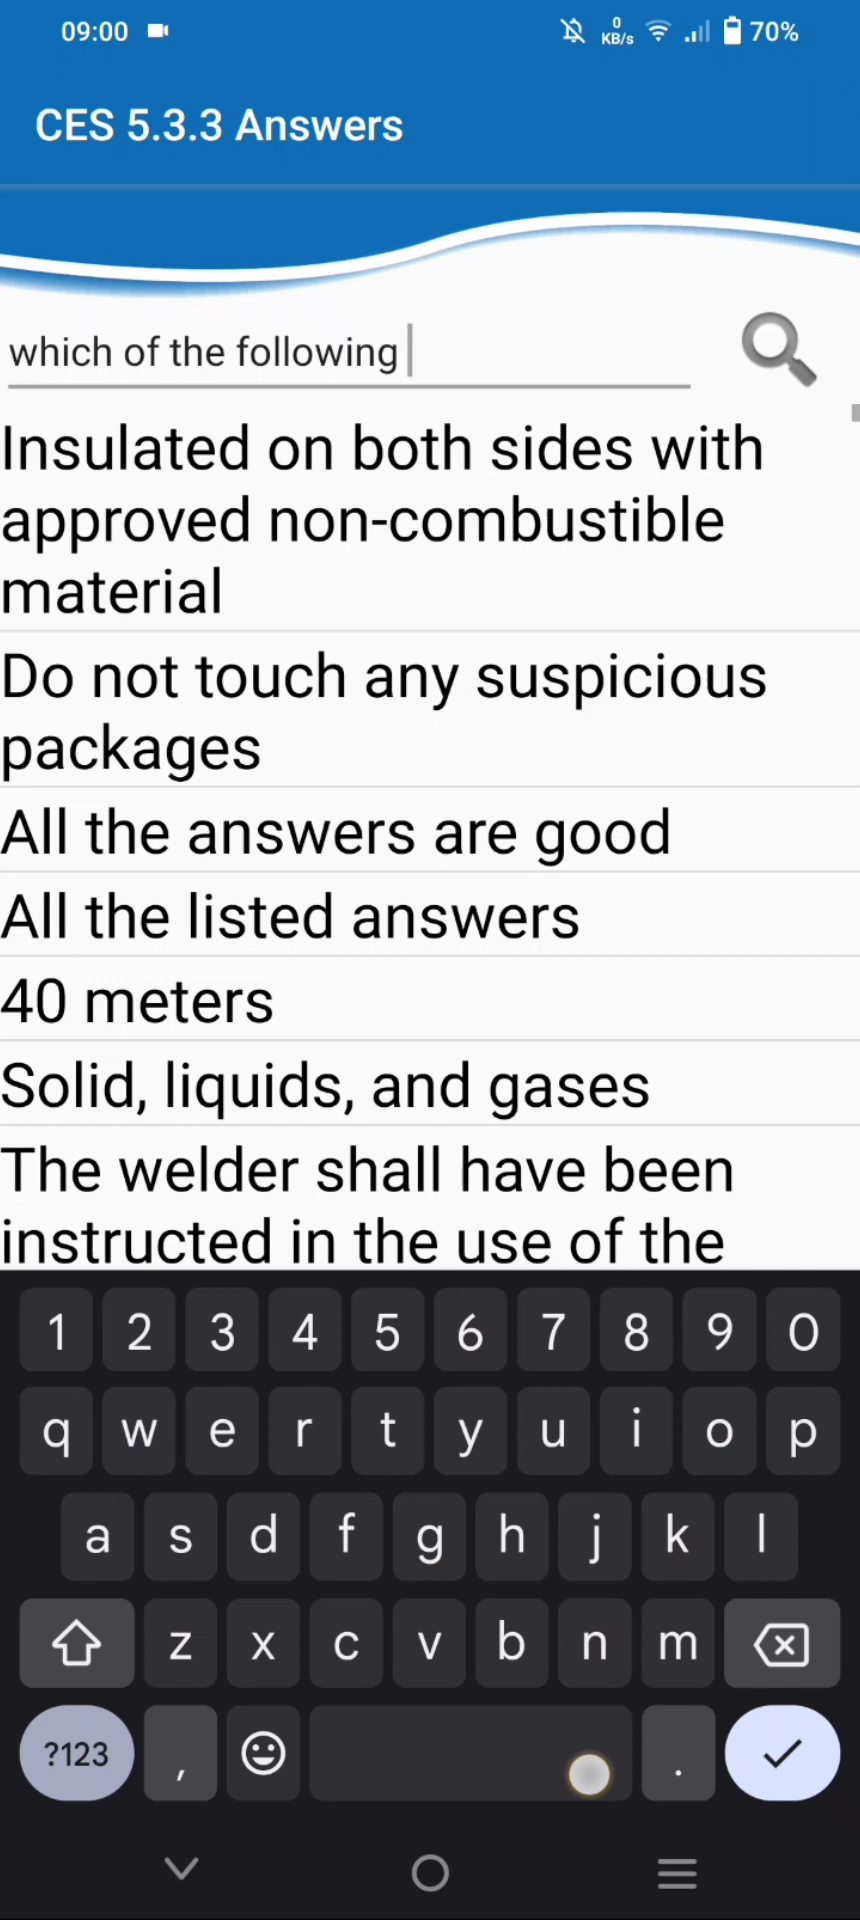 09:00
0
KB/s
70%
CES 5.3.3 Answers
which of the following
Insulated on both sides with
approved non-combustible
material
Do not touch any suspicious
packages
All the answers are good
All the listed answers
40 meters
Solid, liquids, and gases
The welder shall have been
instructed in the use of the
1 2 3 4 5 6 7 8 9 0
q w e r t y u i o p
a s d f g h j k l
z x c v b n m
?123 , .